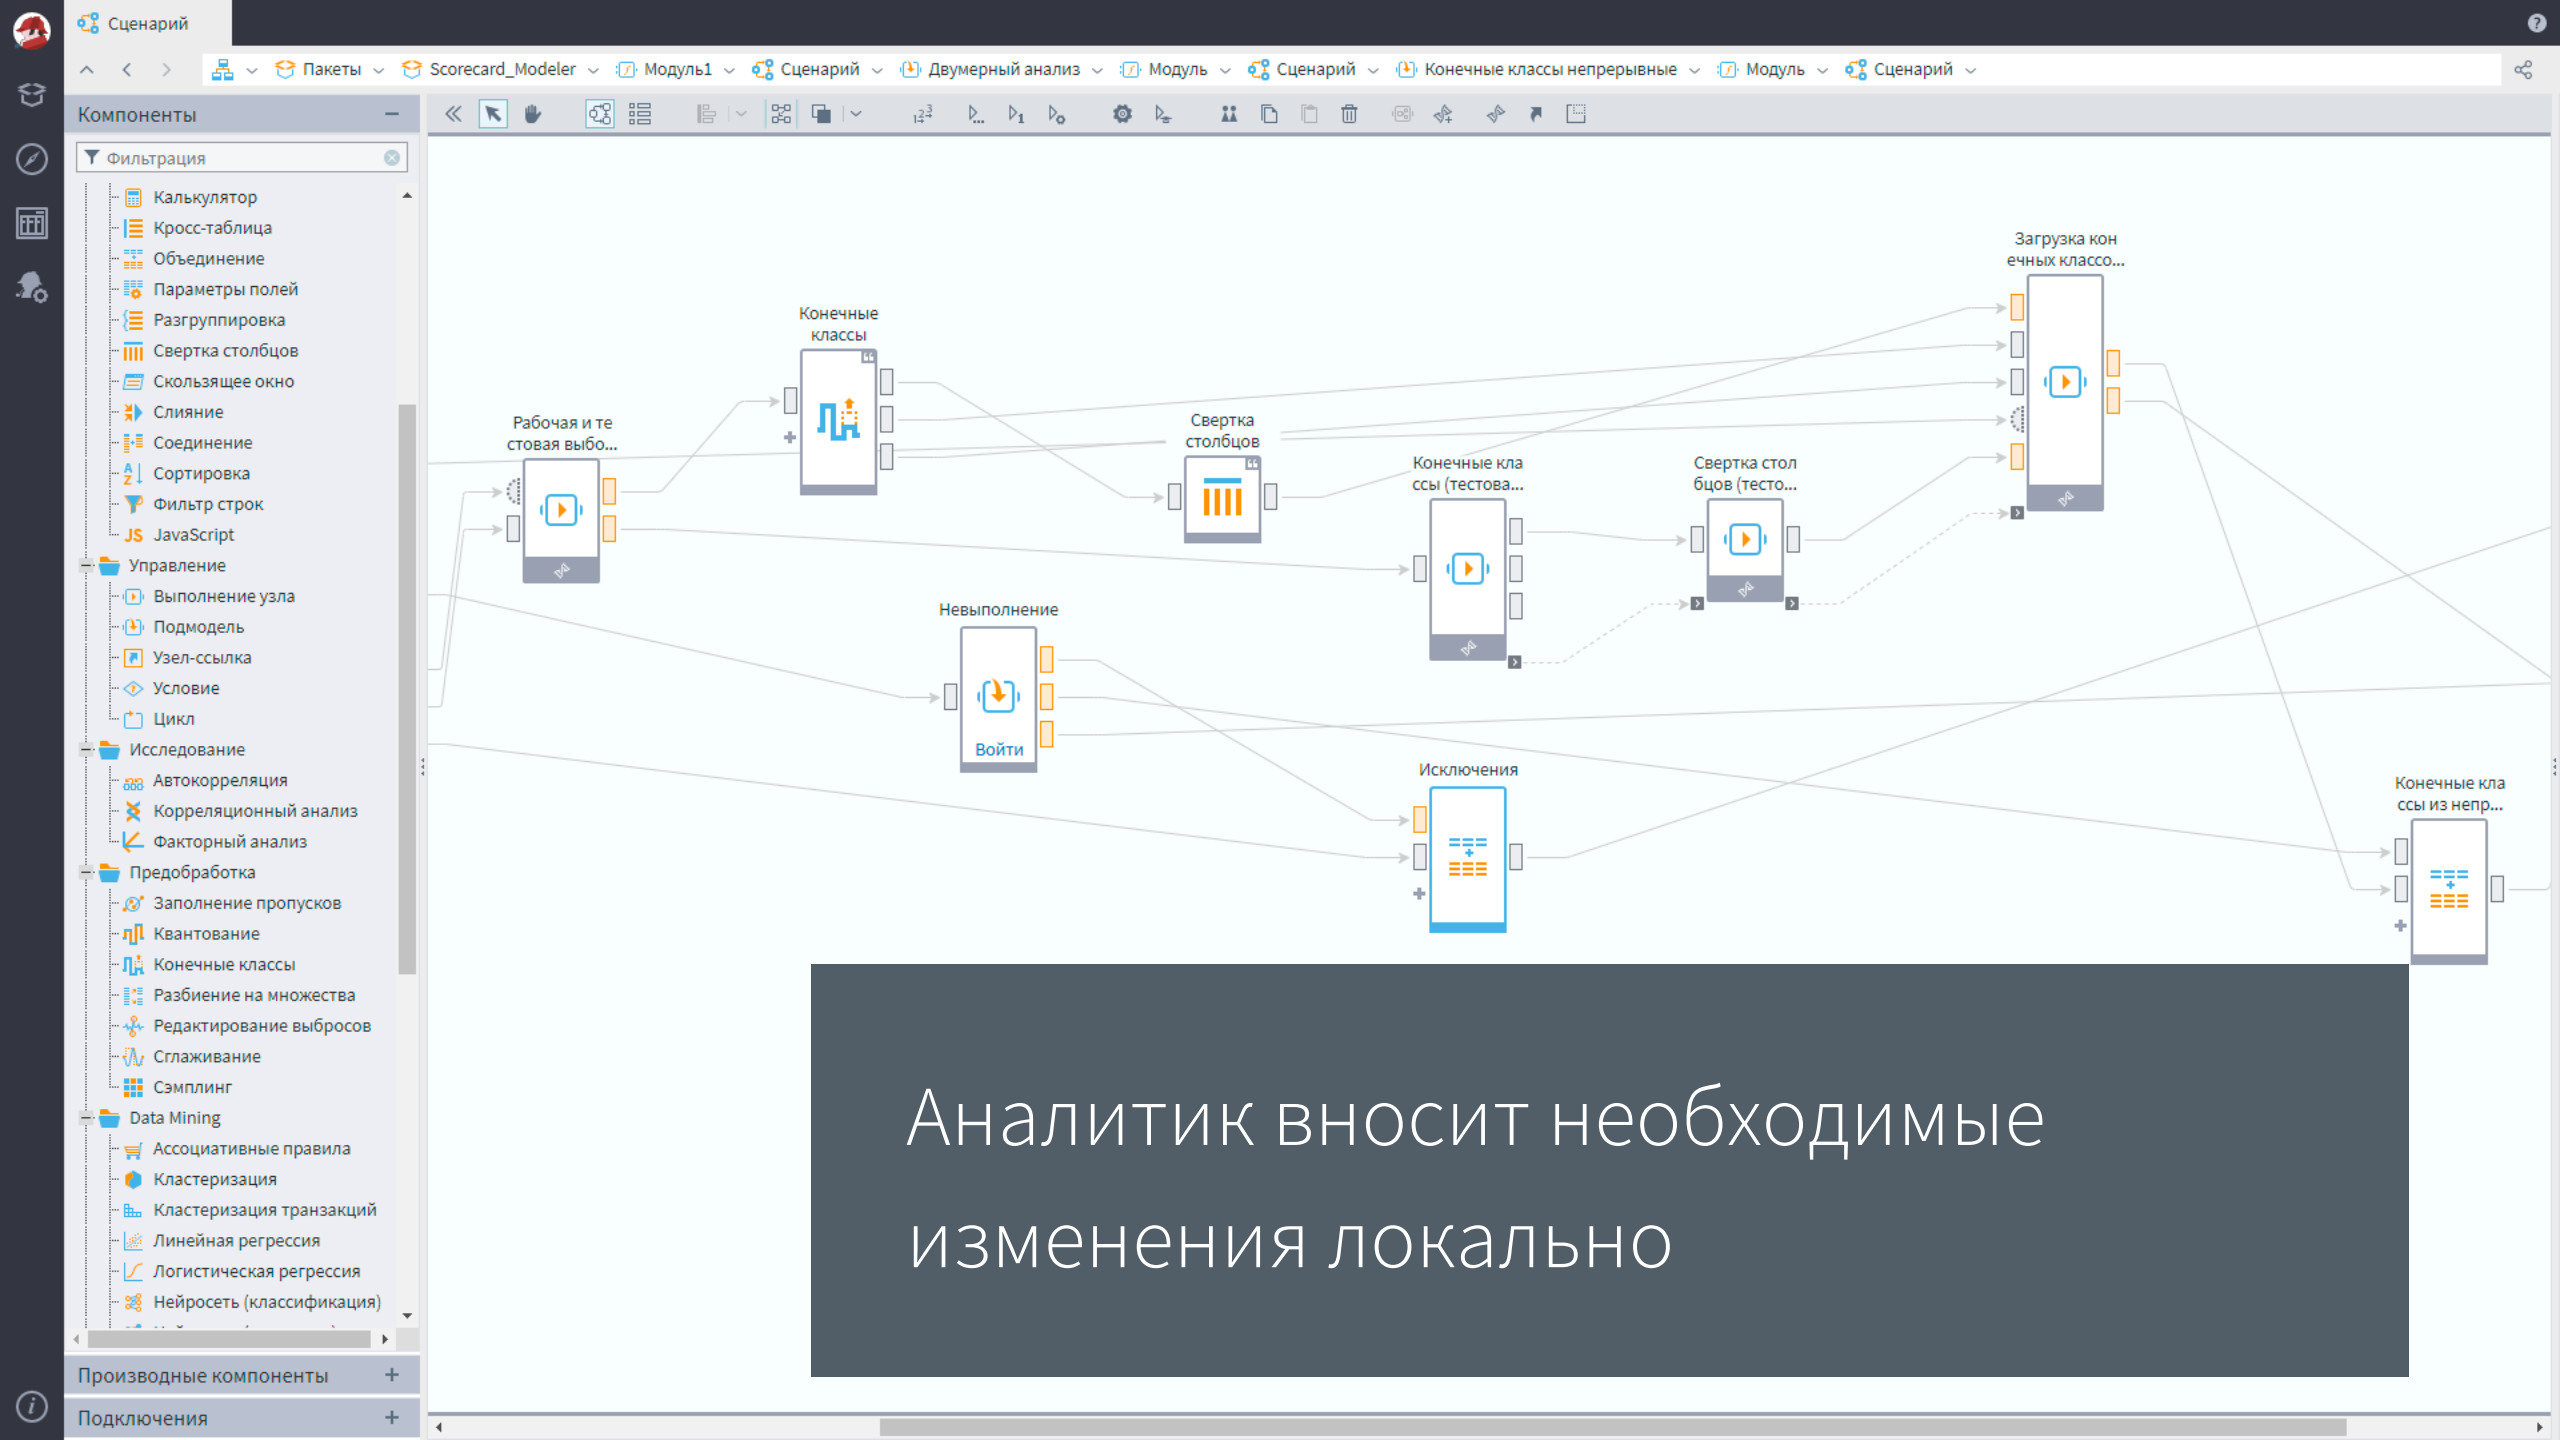 Сценарий
Пакеты
Scorecard_Modeler
Модуль1
Сценарий
Двумерный анализ
Модуль
Сценарий
Конечные классы непрерывные
Модуль
Сценарий
Компоненты
Фильтрация
Калькулятор
Кросс-таблица
Объединение
Параметры полей
Разгруппировка
Свертка столбцов
Скользящее окно
Слияние
Соединение
Сортировка
Фильтр строк
JS JavaScript
Управление
Выполнение узла
Подмодель
Узел-ссылка
Условие
Цикл
Исследование
Автокорреляция
Корреляционный анализ
Факторный анализ
Предобработка
Заполнение пропусков
Квантование
Конечные классы
Разбиение на множества
Редактирование выбросов
Сглаживание
Сэмплинг
Data Mining
Ассоциативные правила
Кластеризация
Кластеризация транзакций
Линейная регрессия
Логистическая регрессия
Нейросеть (классификация)
Производные компоненты
Подключения
Рабочая и те
стовая выбо...
Конечные
классы
Свертка
столбцов
Конечные кла
ссы (тестова...
Свертка стол
бцов (тесто...
Загрузка кон
ечных классо...
Невыполнение
Войти
Исключения
Конечные кла
ссы из непр...
Аналитик вносит необходимые
изменения локально